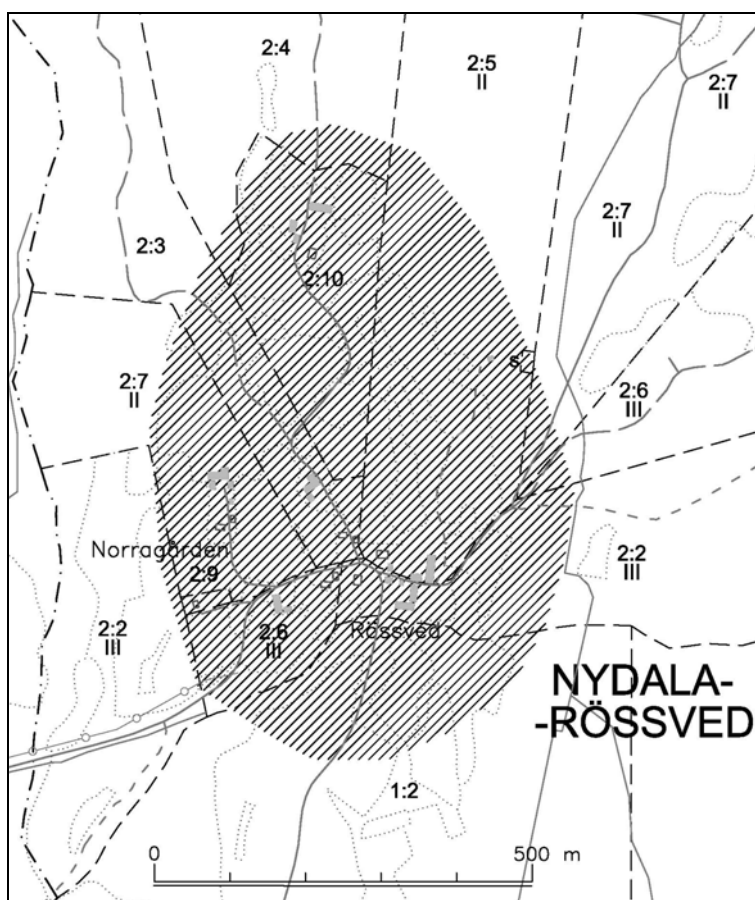 2:4
2:5
II
2:7
II
2:7
II
2:3
2:10
2:7
II
s
2:6
III
Norragården
2:9
2:2
III
2:2
III
2:6
III
Rössved
NYDALA-
-RÖSSVED
1:2
0 500 m